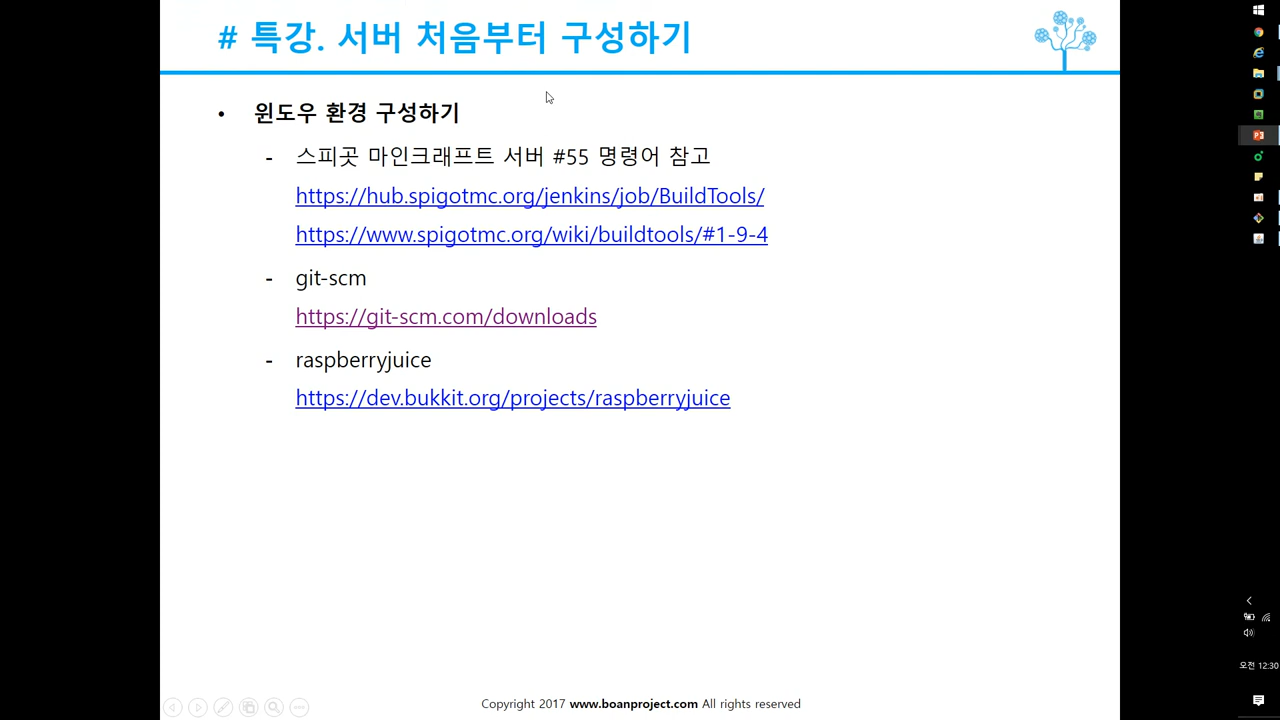 # 특강. 서버 처음부터 구성하기
• 윈도우 환경 구성하기
- 스피곳 마인크래프트 서버 #55 명령어 참고
https://hub.spigotmc.org/jenkins/job/BuildTools/
https://www.spigotmc.org/wiki/buildtools/#1-9-4
- git-scm
https://git-scm.com/downloads
- raspberryjuice
https://dev.bukkit.org/projects/raspberryjuice
오전 12:30
Copyright 2017 www.boanproject.com All rights reserved